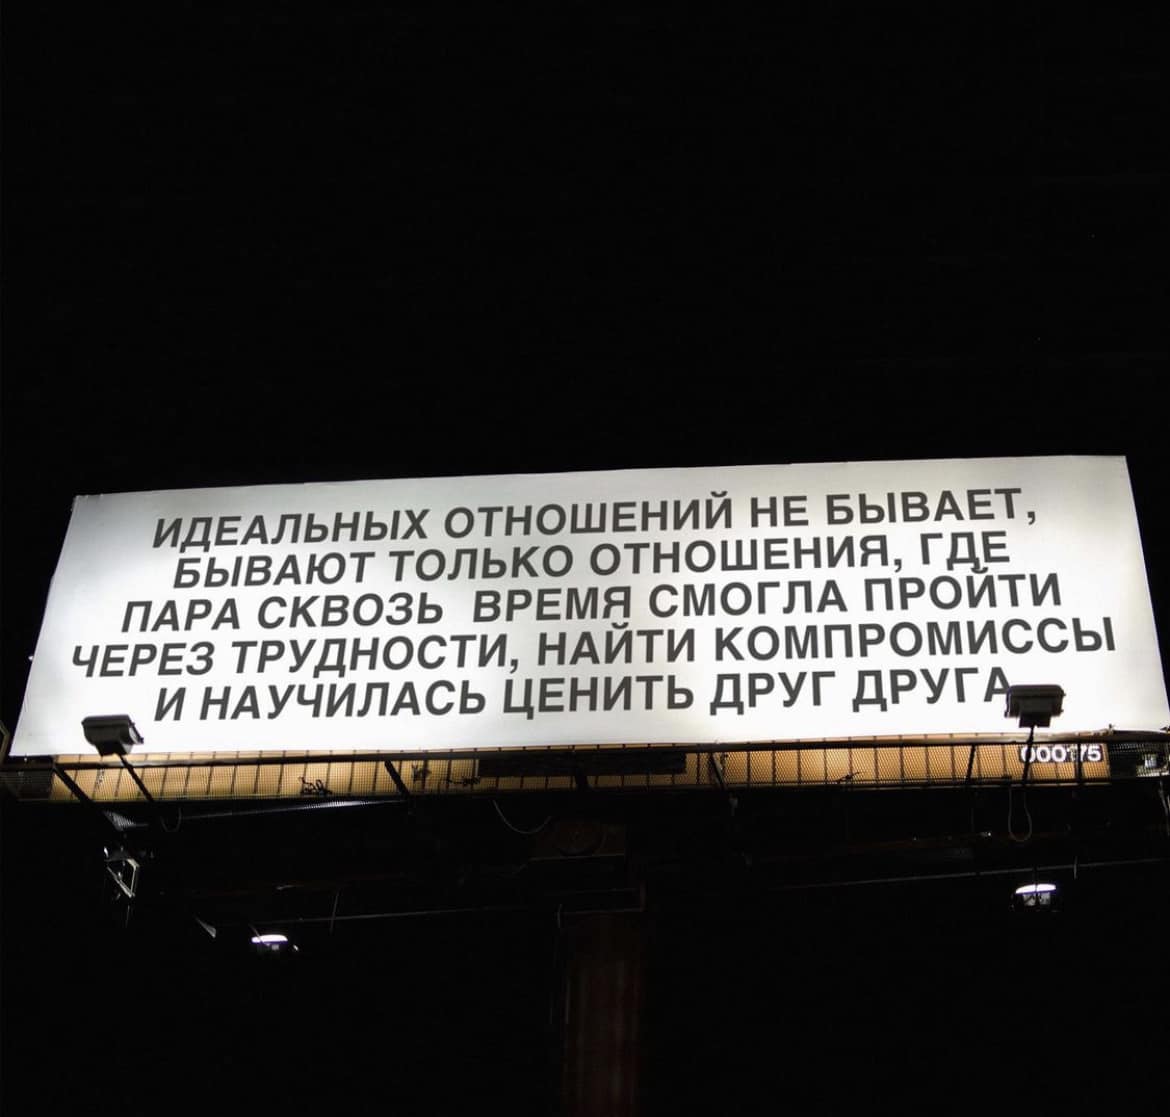 ИДЕАЛЬНЫХ ОТНОШЕНИЙ НЕ БЫВАЕТ,
БЫВАЮТ ТОЛЬКО ОТНОШЕНИЯ, ГДЕ
ПАРА СКВОЗЬ  ВРЕМЯ СМОГЛА ПРОЙТИ
ЧЕРЕЗ ТРУДНОСТИ, НАЙТИ КОМПРОМИССЫ
И НАУЧИЛАСЬ ЦЕНИТЬ ДРУГ ДРУГА
000175